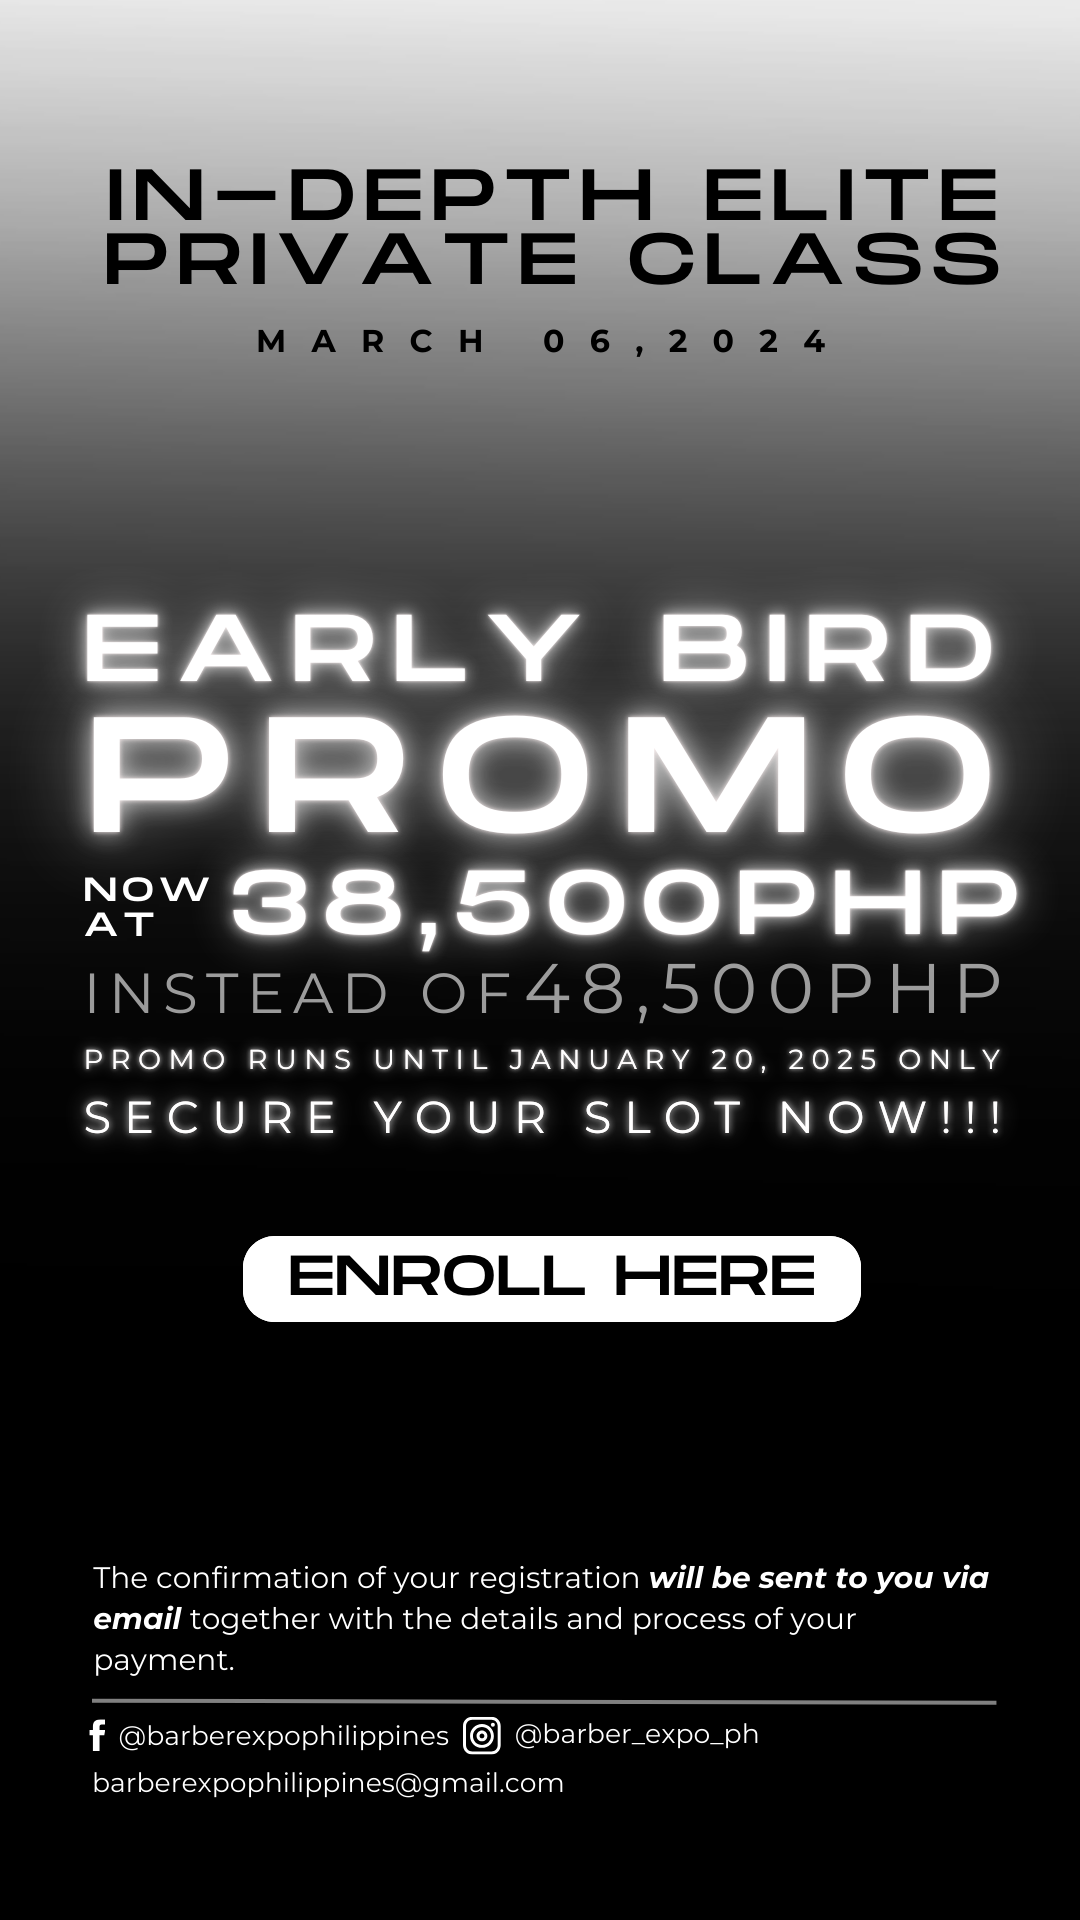 IN-DEPTH ELITE
PRIVATE CLASS
MARCH 06,2024
EARLY BIRD
PROMO
NOW AT 38,500PHP
INSTEAD OF 48,500PHP
PROMO RUNS UNTIL JANUARY 20, 2025 ONLY
SECURE YOUR SLOT NOW!!!
ENROLL HERE
The confirmation of your registration will be sent to you via
email together with the details and process of your
payment.
@barberexpophilippines @barber_expo_ph
barberexpophilippines@gmail.com